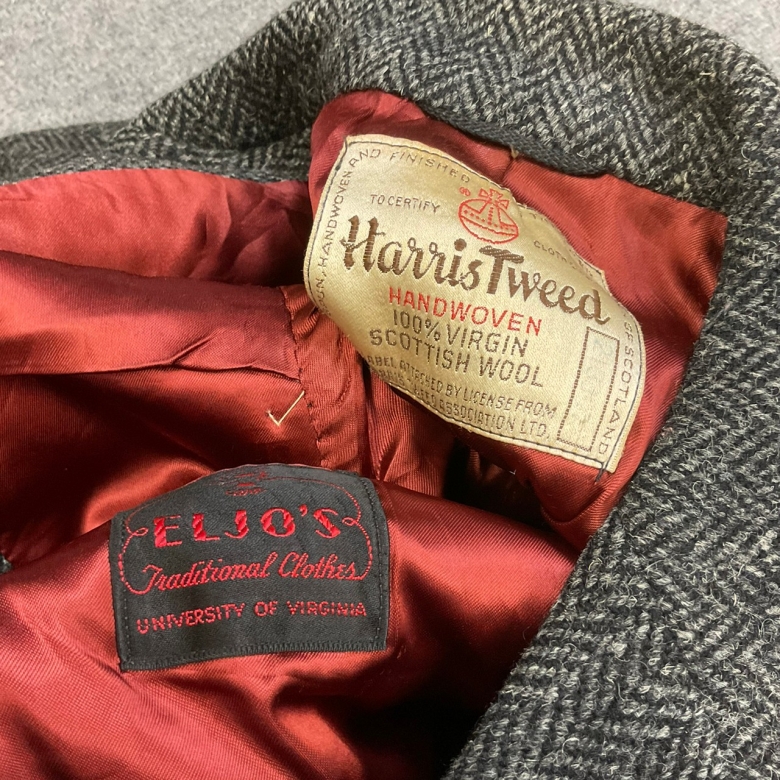 HANDWOVEN AND FINISHED
TO CERTIFY
CLOTH
Harris Tweed
HANDWOVEN
100% VIRGIN
SCOTTISH WOOL
ATTACHED BY LICENSE FROM
ASSOCIATION LTD.
OF SCOTLAND
ELJO'S
Traditional Clothes
UNIVERSITY OF VIRGINIA